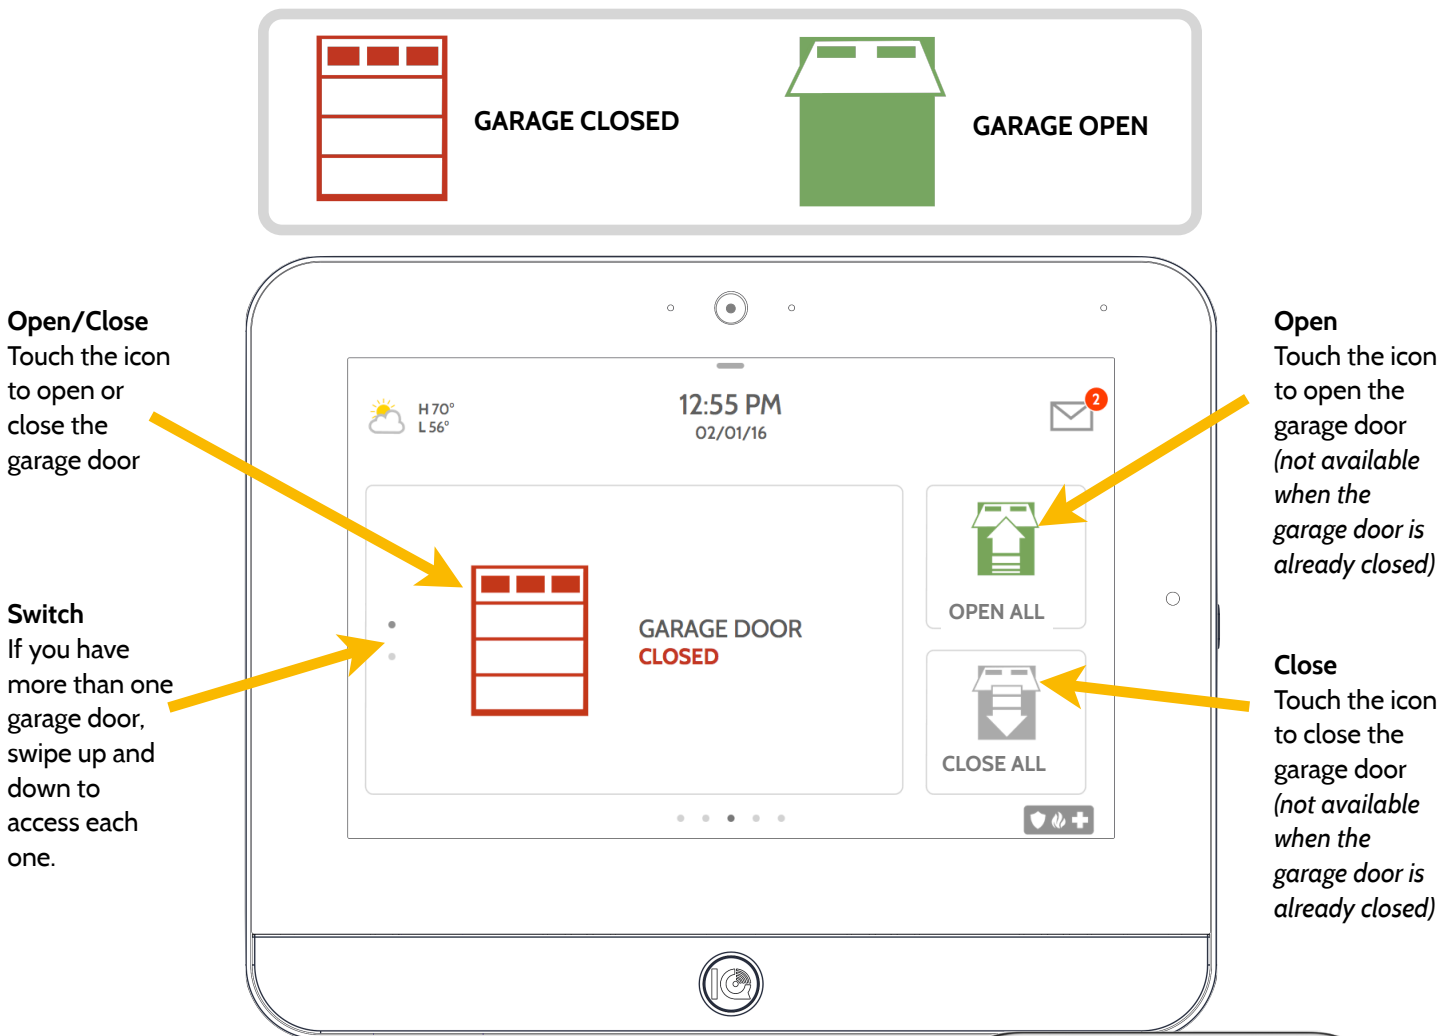 GARAGE CLOSED
GARAGE OPEN
Open/Close
Touch the icon
to open or
close the
garage door
Switch
If you have
more than one
garage door,
swipe up and
down to
access each
one.
H 70°
L 56°
12:55 PM
02/01/16
2
GARAGE DOOR
CLOSED
OPEN ALL
CLOSE ALL
IQ
Open
Touch the icon
to open the
garage door
(not available
when the
garage door is
already closed)
Close
Touch the icon
to close the
garage door
(not available
when the
garage door is
already closed)